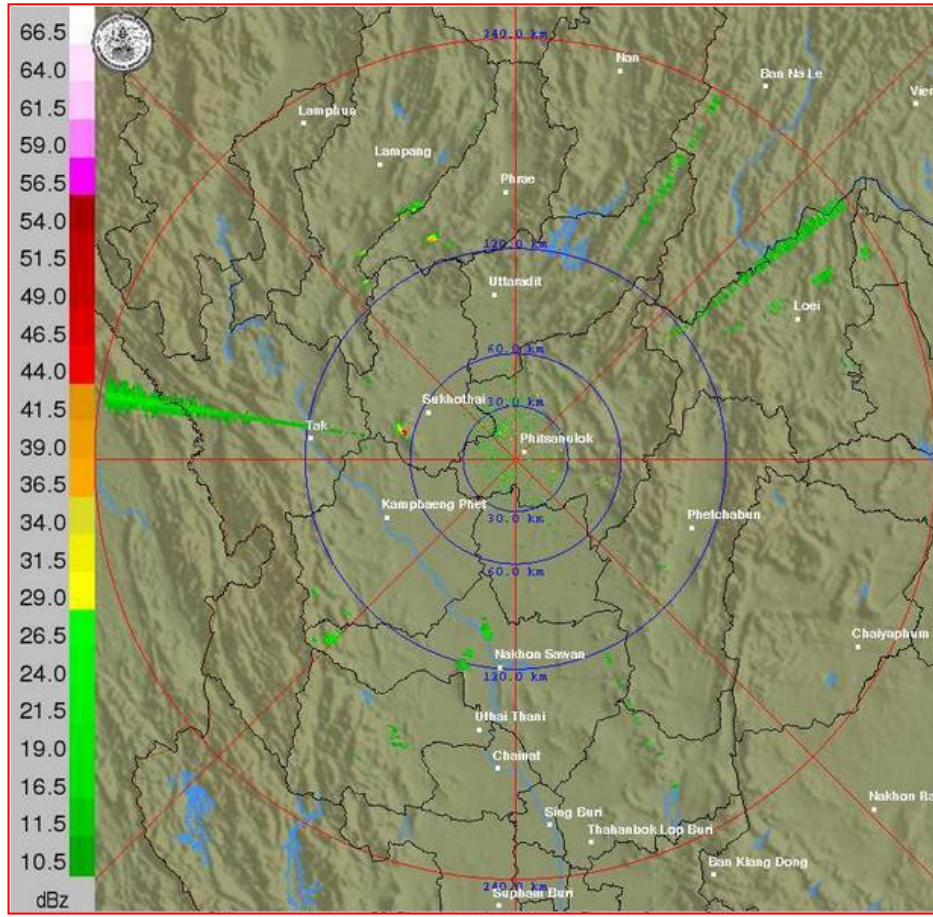 66.5
64.0
61.5
59.0
56.5
54.0
51.5
49.0
46.5
44.0
41.5
39.0
36.5
34.0
31.5
29.0
26.5
24.0
21.5
19.0
16.5
11.5
10.5
dBz
240.0 km
Nan
Ban Na Le
Vien
Lamphun
Lampang
Phrae
120.0 km
Uttaradit
Loei
60.0 km
30.0 km
Sukhothai
Tak
Phitsanulok
Kamphaeng Phet
30.0 km
Phetchabun
60.0 km
Chaiyaphum
Nakhon Sawan
120.0 km
Uthai Thani
Chainat
Nakhon Ra
Sing Buri
Thahanbok Lop Buri
Ban Klang Dong
240.0 km
Suphan Buri